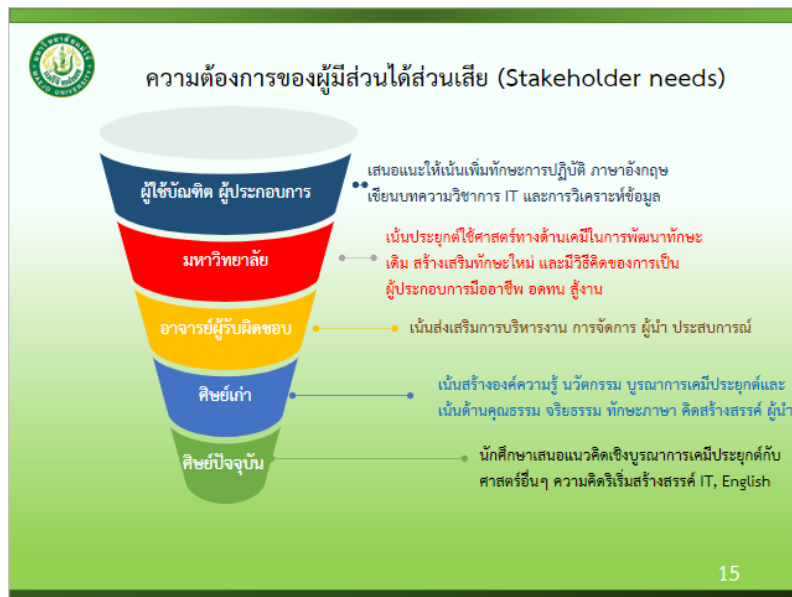 มหาวิทยาลัยแม่โจ้
MAEJO UNIVERSITY
ความต้องการของผู้มีส่วนได้ส่วนเสีย (Stakeholder needs)
ผู้ใช้บัณฑิต ผู้ประกอบการ
เสนอแนะให้เน้นเพิ่มทักษะการปฏิบัติ ภาษาอังกฤษ
เขียนบทความวิชาการ IT และการวิเคราะห์ข้อมูล
มหาวิทยาลัย
เน้นประยุกต์ใช้ศาสตร์ทางด้านเคมีในการพัฒนาทักษะ
เดิม สร้างเสริมทักษะใหม่ และมีวิธีคิดของการเป็น
ผู้ประกอบการมืออาชีพ อดทน สู้งาน
อาจารย์ผู้รับผิดชอบ
เน้นส่งเสริมการบริหารงาน การจัดการ ผู้นำ ประสบการณ์
ศิษย์เก่า
เน้นสร้างองค์ความรู้ นวัตกรรม บูรณาการเคมีประยุกต์และ
เน้นด้านคุณธรรม จริยธรรม ทักษะภาษา คิดสร้างสรรค์ ผู้นำ
ศิษย์ปัจจุบัน
นักศึกษาเสนอแนวคิดเชิงบูรณาการเคมีประยุกต์กับ
ศาสตร์อื่นๆ ความคิดริเริ่มสร้างสรรค์ IT, English
15